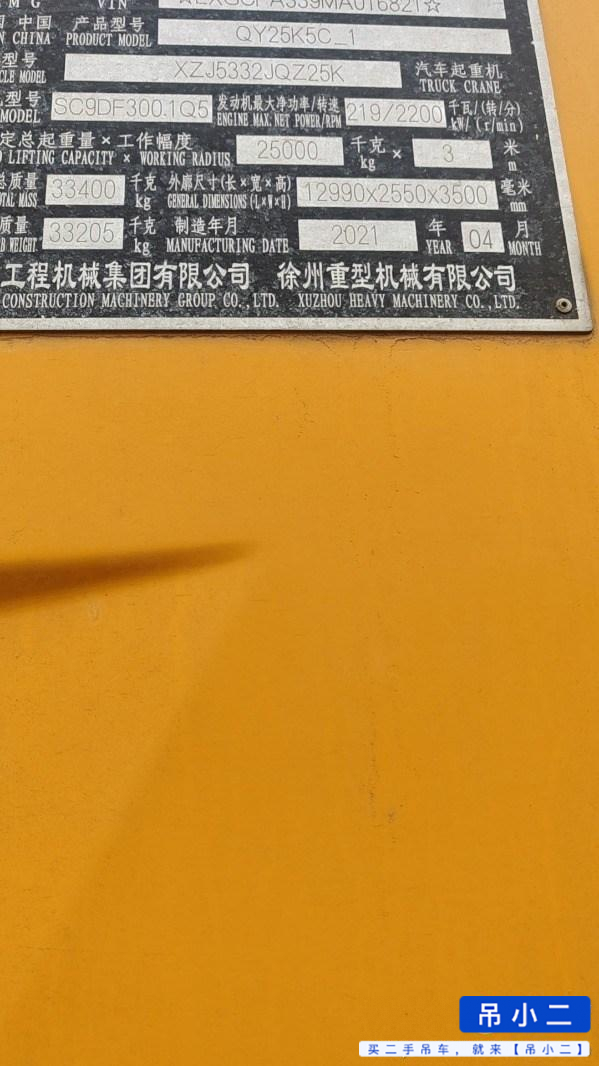 VIN ☆LXGCPA339MA016821☆
中国 产品型号
CHINA PRODUCT MODEL QY25K5C_1
型号
MODEL XZJ5332JQZ25K 汽车起重机
TRUCK CRANE
型号
MODEL SC9DF300.1Q5 发动机最大净功率/转速
ENGINE MAX.NET POWER/RPM 219/2200 千瓦/(转/分)
kW/ (r/min)
定总起重量×工作幅度
LIFTING CAPACITY × WORKING RADIUS 25000 千克
kg × 3 米
m
总质量
TOTAL MASS 33400 千克
kg 外廓尺寸(长×宽×高)
GENERAL DIMENSIONS (L×W×H) 12990x2550x3500 毫米
mm
质量
WEIGHT 33205 千克
kg 制造年月
MANUFACTURING DATE 2021 年
YEAR 04 月
MONTH
工程机械集团有限公司 徐州重型机械有限公司
CONSTRUCTION MACHINERY GROUP CO.,LTD. XUZHOU HEAVY MACHINERY CO.,LTD.
吊小二
买二手吊车，就来【吊小二】